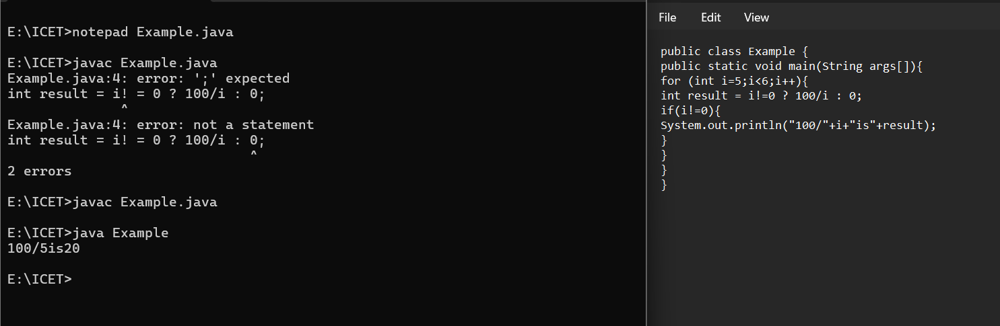 E:\ICET>notepad Example.java
E:\ICET>javac Example.java
Example.java:4: error: ';' expected
int result = i! = 0 ? 100/i : 0;
^
Example.java:4: error: not a statement
int result = i! = 0 ? 100/i : 0;
^
2 errors
E:\ICET>javac Example.java
E:\ICET>java Example
100/5is20
E:\ICET>
File Edit View
public class Example {
public static void main(String args[]){
for (int i=5;i<6;i++){
int result = i!=0 ? 100/i : 0;
if(i!=0){
System.out.println("100/"+i+"is"+result);
}
}
}
}